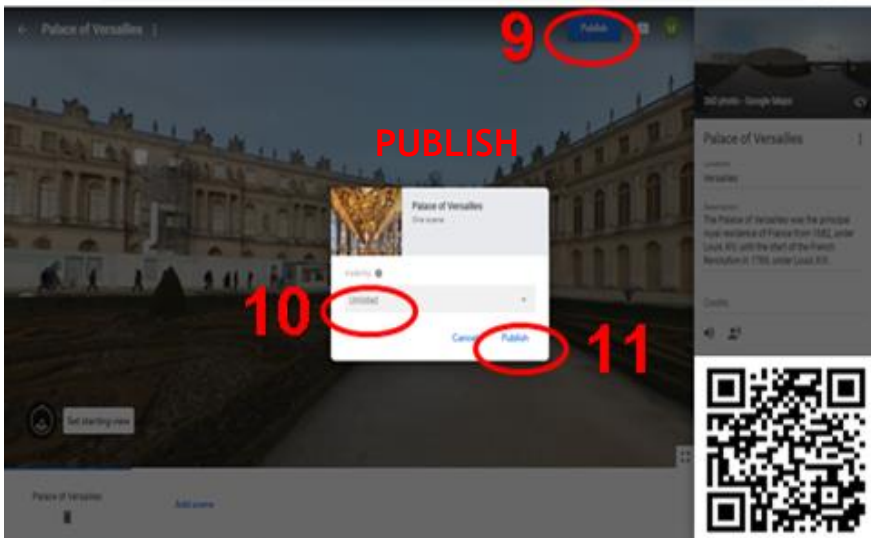 ← Palace of Versailles
9
Publish
360 photo - Google Maps
PUBLISH
Palace of Versailles
Location
Versailles
Description
The Palace of Versailles was the principal
royal residence of France from 1682, under
Louis XIV, until the start of the French
Revolution in 1789, under Louis XVI.
Credits
Palace of Versailles
One scene
Visibility
Unlisted
10
Cancel
Publish
11
Set starting view
Palace of Versailles
Add scene